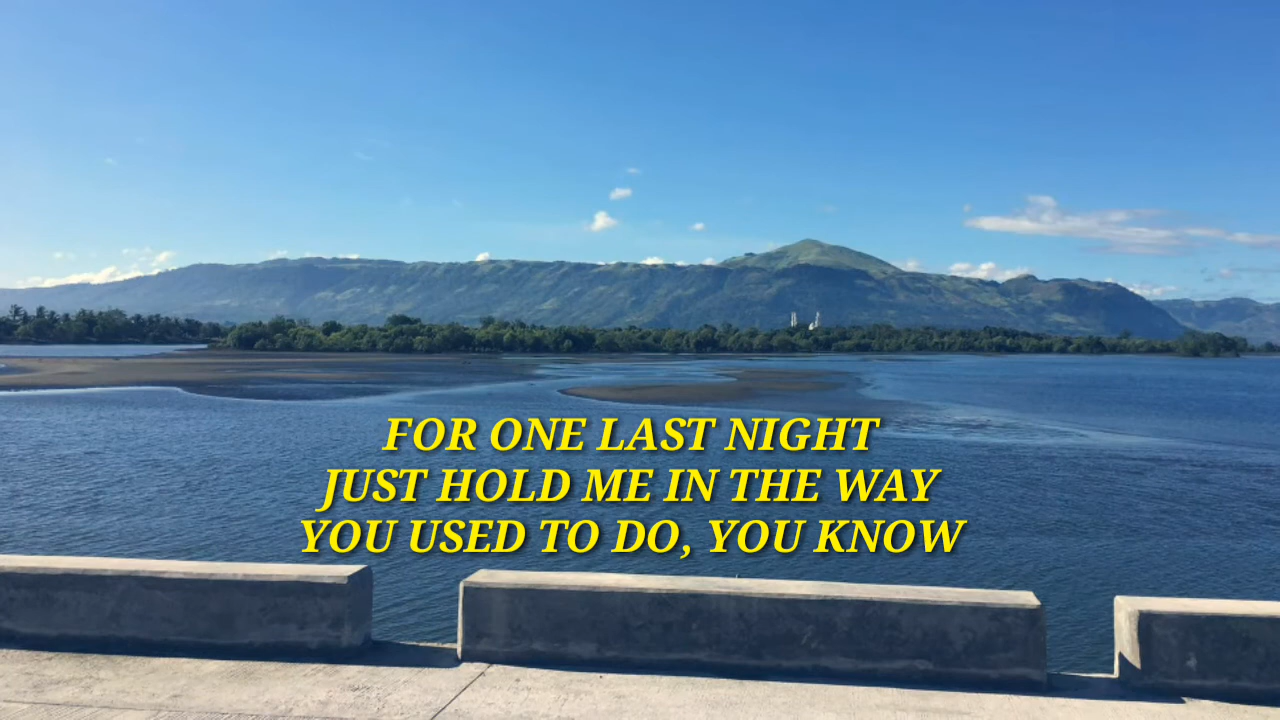 FOR ONE LAST NIGHT
JUST HOLD ME IN THE WAY
YOU USED TO DO, YOU KNOW